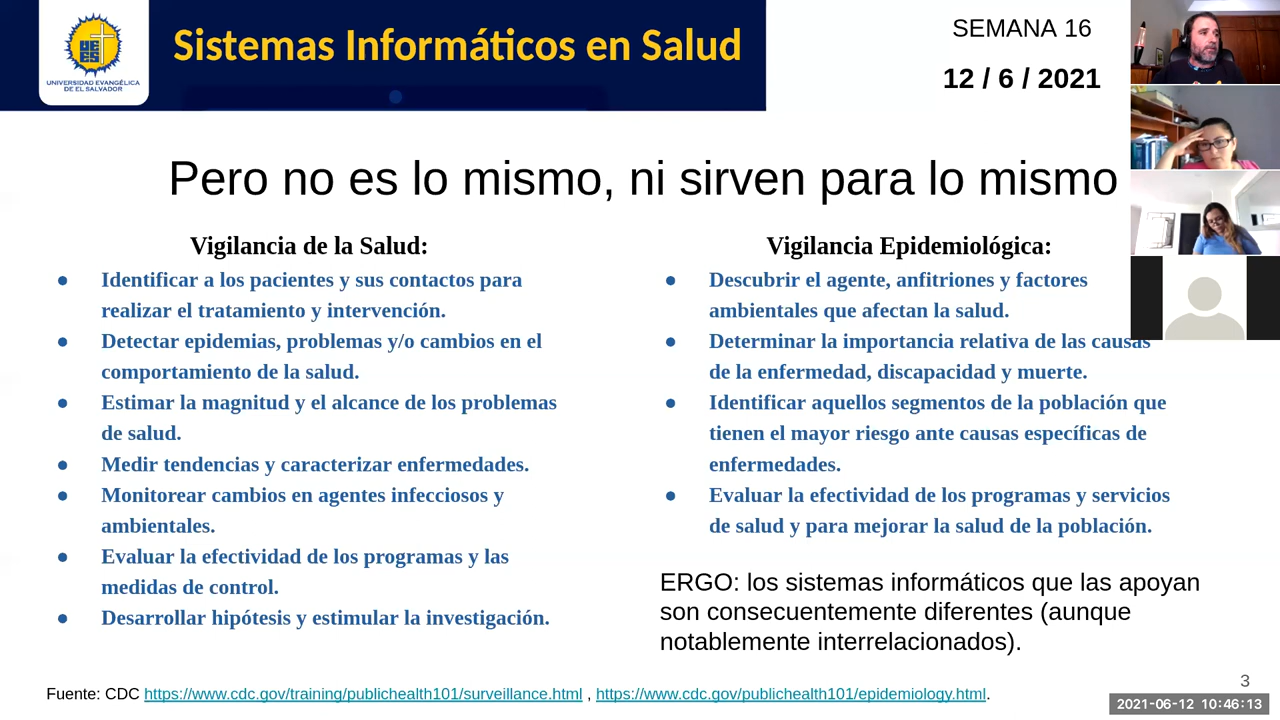 UNIVERSIDAD EVANGÉLICA
DE EL SALVADOR
Sistemas Informáticos en Salud
SEMANA 16
12 / 6 / 2021
Pero no es lo mismo, ni sirven para lo mismo
Vigilancia de la Salud:
● Identificar a los pacientes y sus contactos para
realizar el tratamiento y intervención.
● Detectar epidemias, problemas y/o cambios en el
comportamiento de la salud.
● Estimar la magnitud y el alcance de los problemas
de salud.
● Medir tendencias y caracterizar enfermedades.
● Monitorear cambios en agentes infecciosos y
ambientales.
● Evaluar la efectividad de los programas y las
medidas de control.
● Desarrollar hipótesis y estimular la investigación.
Vigilancia Epidemiológica:
● Descubrir el agente, anfitriones y factores
ambientales que afectan la salud.
● Determinar la importancia relativa de las causas
de la enfermedad, discapacidad y muerte.
● Identificar aquellos segmentos de la población que
tienen el mayor riesgo ante causas específicas de
enfermedades.
● Evaluar la efectividad de los programas y servicios
de salud y para mejorar la salud de la población.
ERGO: los sistemas informáticos que las apoyan
son consecuentemente diferentes (aunque
notablemente interrelacionados).
Fuente: CDC https://www.cdc.gov/training/publichealth101/surveillance.html , https://www.cdc.gov/publichealth101/epidemiology.html.
3
2021-06-12 10:46:13